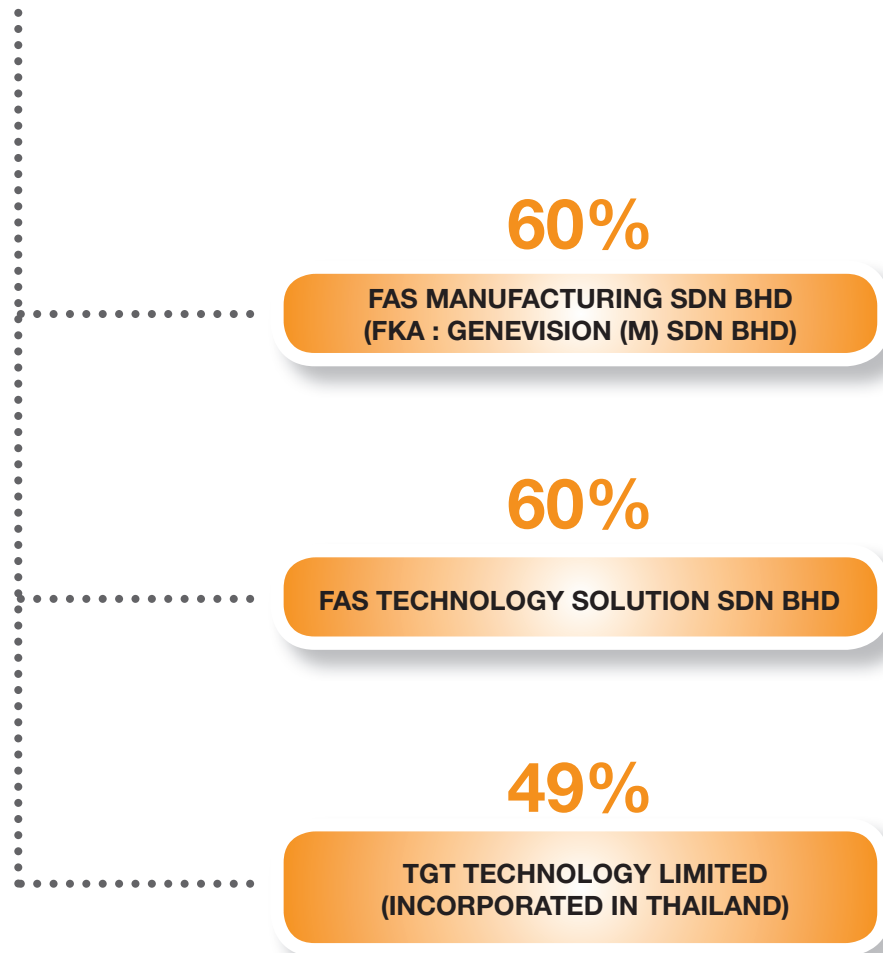 60%
FAS MANUFACTURING SDN BHD
(FKA : GENEVISION (M) SDN BHD)
60%
FAS TECHNOLOGY SOLUTION SDN BHD
49%
TGT TECHNOLOGY LIMITED
(INCORPORATED IN THAILAND)